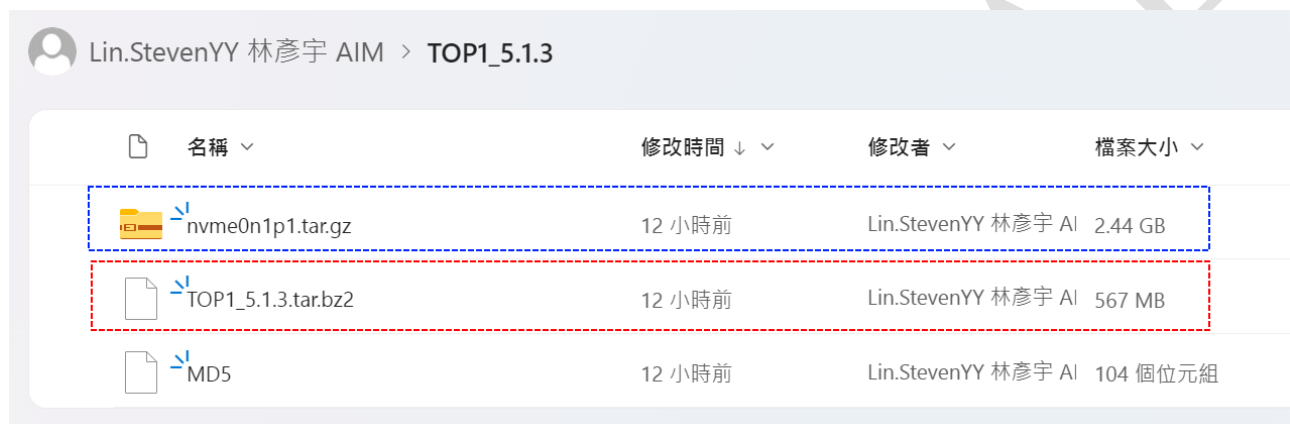 Lin.StevenYY 林彥宇 AIM > TOP1_5.1.3
名稱 修改時間 ↓ 修改者 檔案大小
nvme0n1p1.tar.gz 12 小時前 Lin.StevenYY 林彥宇 AI 2.44 GB
TOP1_5.1.3.tar.bz2 12 小時前 Lin.StevenYY 林彥宇 AI 567 MB
MD5 12 小時前 Lin.StevenYY 林彥宇 AI 104 個位元組